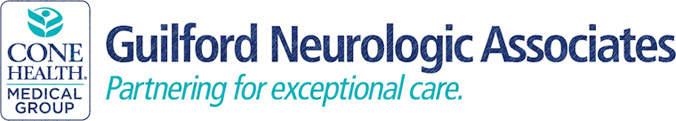 CONE
HEALTH®
MEDICAL
GROUP
Guilford Neurologic Associates
Partnering for exceptional care.